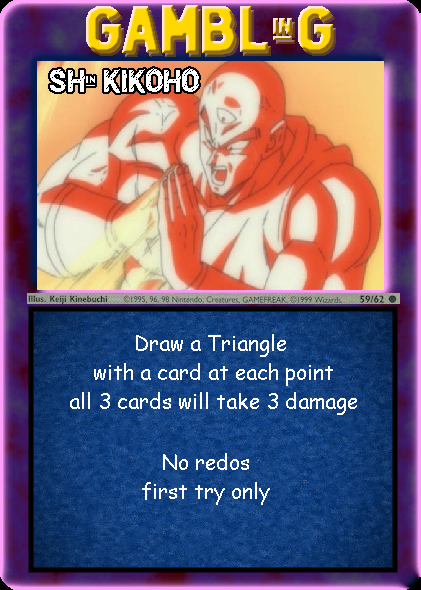 GAMBLING
SHIN KIKOHO
Illus. Keiji Kinebuchi ©1995, 96, 98 Nintendo, Creatures, GAMEFREAK. ©1999 Wizards. 59/62
Draw a Triangle
with a card at each point
all 3 cards will take 3 damage
No redos
first try only